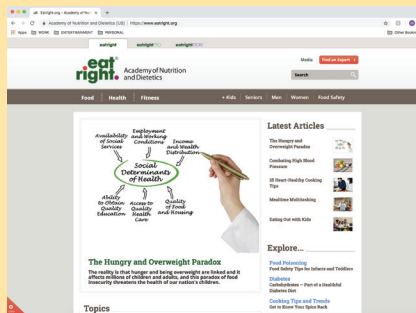 Eatright.org - Academy of Nu
Academy of Nutrition and Dietetics [US] | https://www.eatright.org
Apps WORK ENTERTAINMENT PERSONAL
Other Bookm
eatright eatrightPRO eatrightSTORE
Media Find an Expert
eat right. Academy of Nutrition and Dietetics
Search
Food Health Fitness + Kids Seniors Men Women Food Safety
Availability of Social Services
Employment and Working Conditions
Income and Wealth Distribution
Social Determinants of Health
Ability to Obtain Quality Education
Access to Quality Health Care
Quality of Food and Housing
The Hungry and Overweight Paradox
The reality is that hunger and being overweight are linked and it
affects millions of children and adults, and this paradox of food
insecurity threatens the health of our nation's children.
Topics
Latest Articles
The Hungry and
Overweight Paradox
Combating High Blood
Pressure
25 Heart-Healthy Cooking
Tips
Mealtime Multitasking
Eating Out with Kids
Explore...
Food Poisoning
Food Safety Tips for Infants and Toddlers
Diabetes
Carbohydrates – Part of a Healthful
Diabetes Diet
Cooking Tips and Trends
Get to Know Your Spice Rack